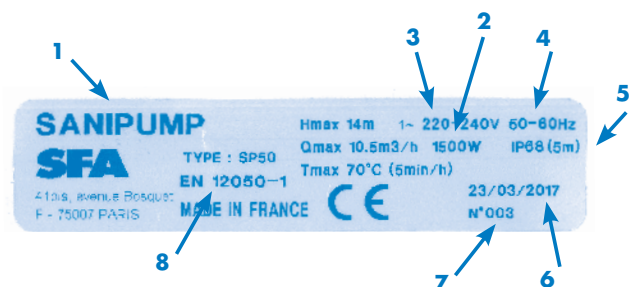 1
3
2
4
5
SANIPUMP
SFA
41bis, avenue Bosquet
F - 75007 PARIS
TYPE : SP50
EN 12050-1
MADE IN FRANCE
Hmax 14m 1~ 220-240V 50-60Hz
Qmax 10.5m3/h 1500W IP68 (5m)
Tmax 70°C (5min/h)
CE
23/03/2017
N°003
8
7
6